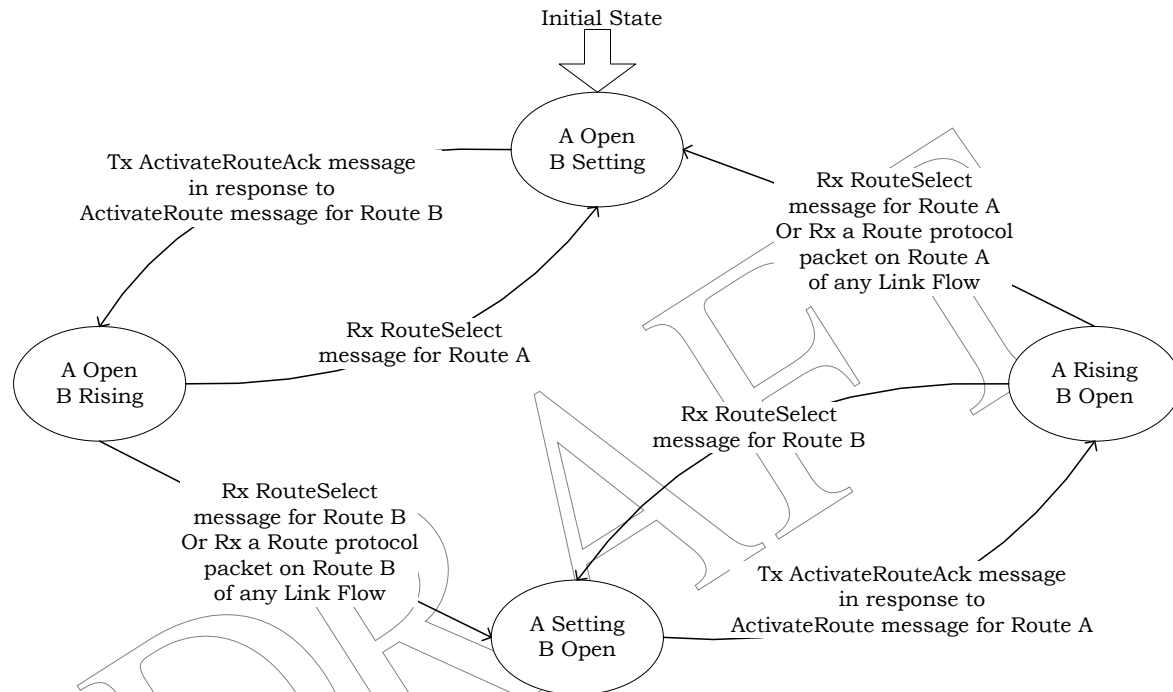 Initial State
A Open
B Setting
Tx ActivateRouteAck message
in response to
ActivateRoute message for Route B
Rx RouteSelect
message for Route A
Or Rx a Route protocol
packet on Route A
of any Link Flow
Rx RouteSelect
message for Route A
A Open
B Rising
A Rising
B Open
Rx RouteSelect
message for Route B
Rx RouteSelect
message for Route B
Or Rx a Route protocol
packet on Route B
of any Link Flow
Tx ActivateRouteAck message
in response to
ActivateRoute message for Route A
A Setting
B Open
DRAFT